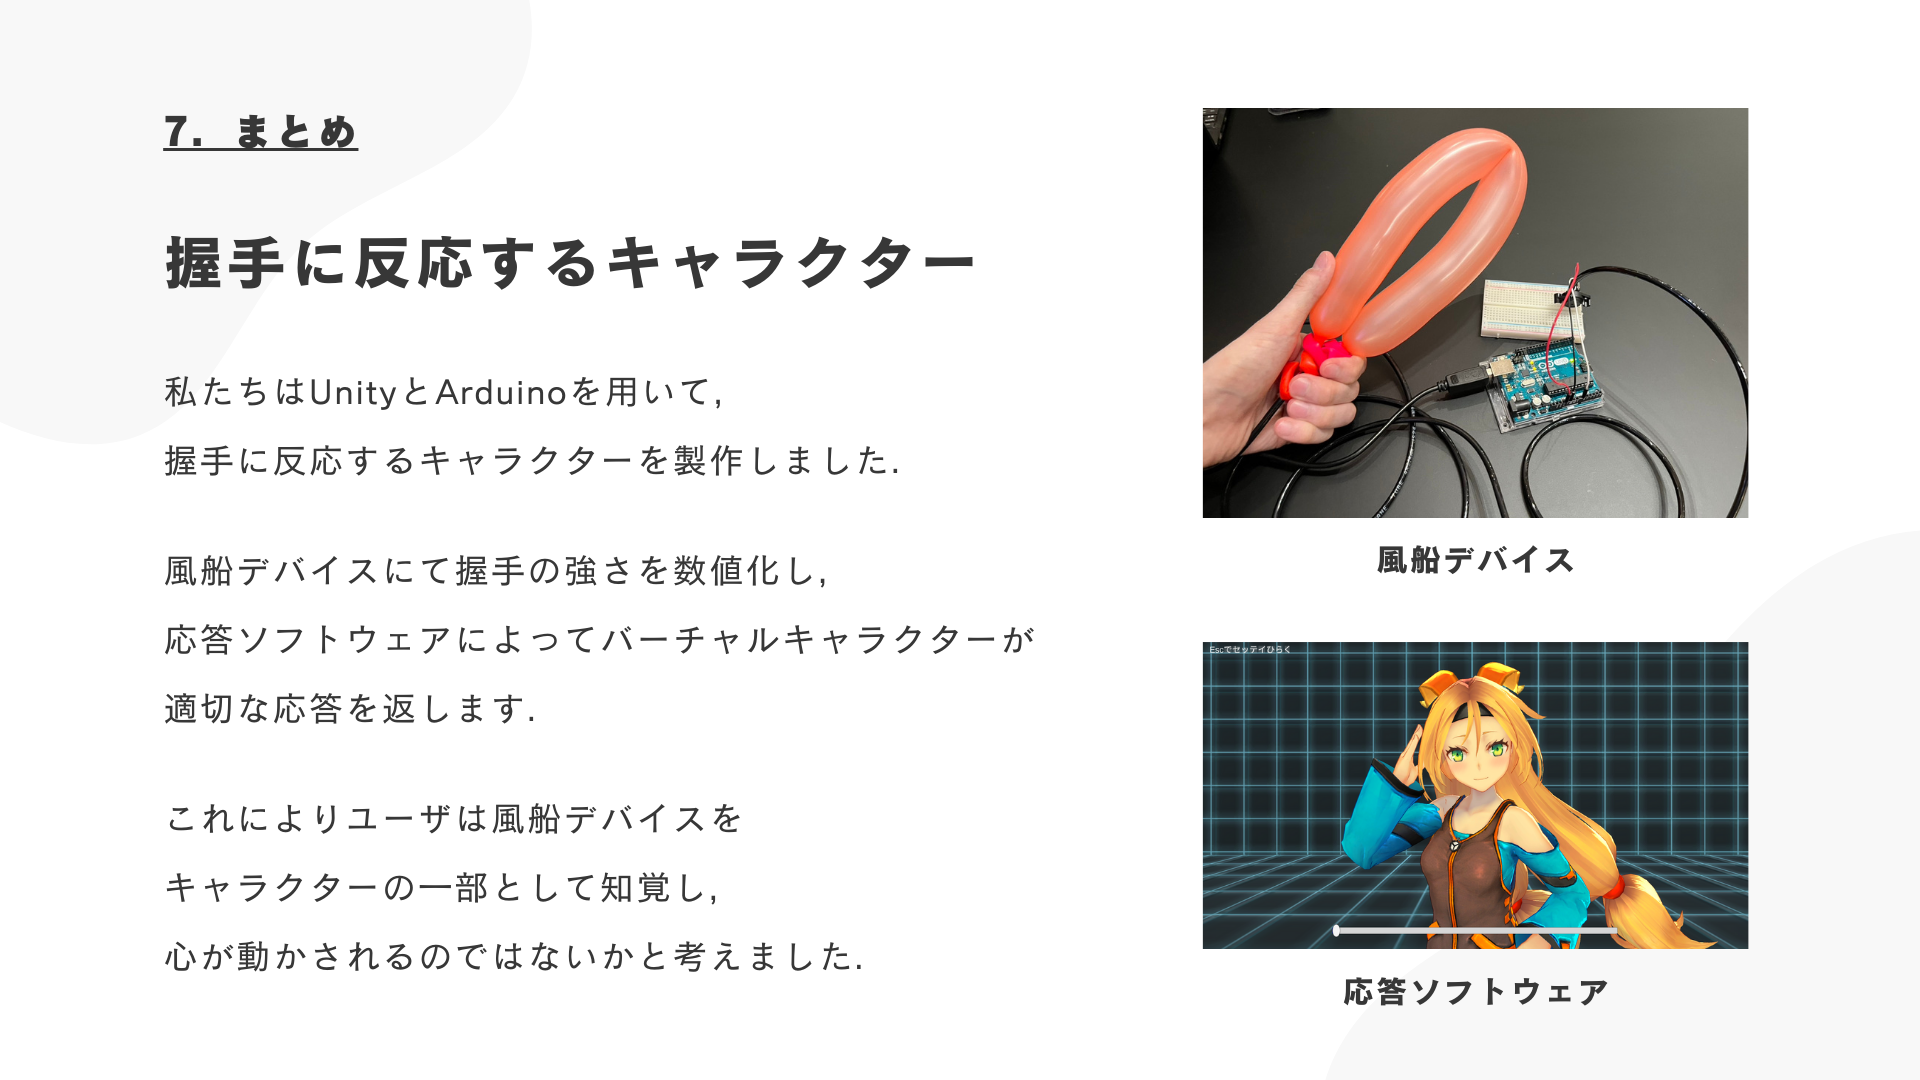 7. まとめ
握手に反応するキャラクター
私たちはUnityとArduinoを用いて,
握手に反応するキャラクターを製作しました.
風船デバイスにて握手の強さを数値化し,
応答ソフトウェアによってバーチャルキャラクターが
適切な応答を返します.
これによりユーザは風船デバイスを
キャラクターの一部として知覚し,
心が動かされるのではないかと考えました.
風船デバイス
Escでセッテイひらく
応答ソフトウェア